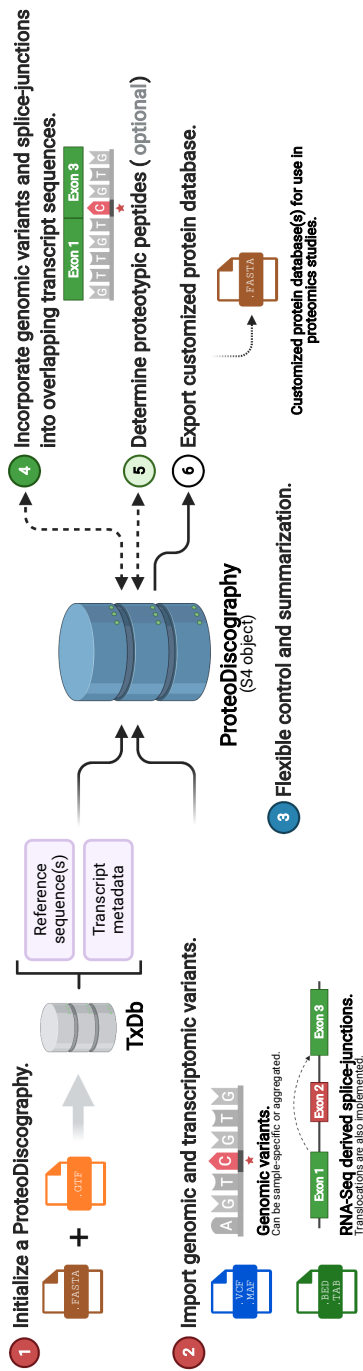 1 Initialize a ProteoDiscography.
.FASTA
+
.GTF
TxDb
Reference
sequence(s)
Transcript
metadata
2 Import genomic and transcriptomic variants.
.VCF
.MAF
A G T C G T G
Genomic variants.
Can be sample-specific or aggregated.
.BED
.TAB
Exon 1 Exon 2 Exon 3
RNA-Seq derived splice-junctions.
Translocations are also implemented.
ProteoDiscography
(S4 object)
3 Flexible control and summarization.
4 Incorporate genomic variants and splice-junctions
into overlapping transcript sequences.
Exon 1 Exon 3
G T T G T C G T G
5 Determine proteotypic peptides (optional)
6 Export customized protein database.
.FASTA
Customized protein database(s) for use in
proteomics studies.